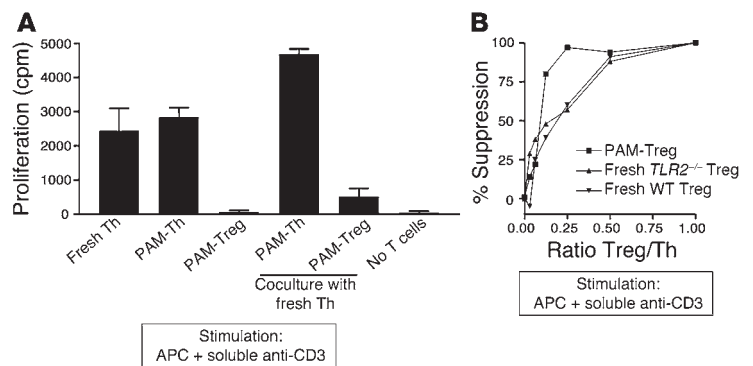 A
Proliferation (cpm)
5000
4000
3000
2000
1000
0
Fresh Th
PAM-Th
PAM-Treg
PAM-Th
PAM-Treg
No T cells
Coculture with
fresh Th
Stimulation:
APC + soluble anti-CD3
B
% Suppression
100
75
50
25
0
PAM-Treg
Fresh TLR2–/– Treg
Fresh WT Treg
0.00
0.25
0.50
0.75
1.00
Ratio Treg/Th
Stimulation:
APC + soluble anti-CD3